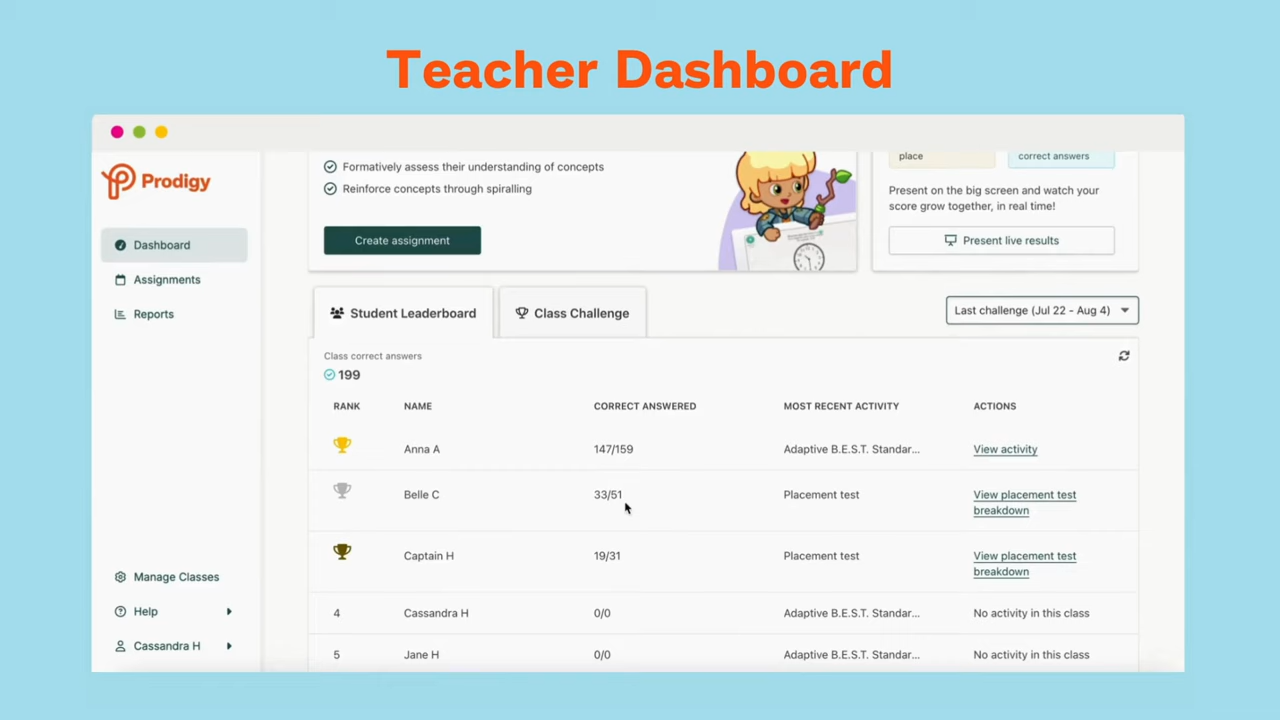 Teacher Dashboard
Prodigy
Dashboard
Assignments
Reports
Manage Classes
Help
Cassandra H
Formatively assess their understanding of concepts
Reinforce concepts through spiralling
Create assignment
place
correct answers
Present on the big screen and watch your
score grow together, in real time!
Present live results
Student Leaderboard
Class Challenge
Last challenge (Jul 22 - Aug 4)
Class correct answers
199
RANK NAME CORRECT ANSWERED MOST RECENT ACTIVITY ACTIONS
Anna A 147/159 Adaptive B.E.S.T. Standar... View activity
Belle C 33/51 Placement test View placement test
breakdown
Captain H 19/31 Placement test View placement test
breakdown
4 Cassandra H 0/0 Adaptive B.E.S.T. Standar... No activity in this class
5 Jane H 0/0 Adaptive B.E.S.T. Standar... No activity in this class